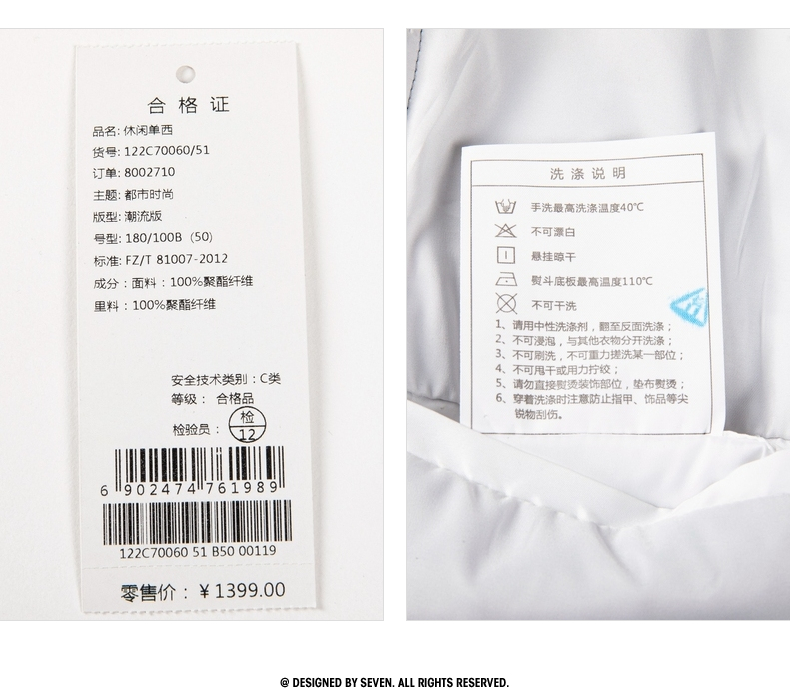 合格证
品名: 休闲单西
货号: 122C70060/51
订单: 8002710
主题: 都市时尚
版型: 潮流版
号型: 180/100B（50）
标准: FZ/T 81007-2012
成分：面料：100%聚酯纤维
里料：100%聚酯纤维
安全技术类别：C类
等级： 合格品
检验员：
检
12
6 902474 761989
122C70060 51 B50 00119
零售价：￥1399.00
洗涤说明
手洗最高洗涤温度40℃
不可漂白
悬挂晾干
熨斗底板最高温度110℃
不可干洗
1、请用中性洗涤剂，翻至反面洗涤；
2、不可浸泡，与其他衣物分开洗涤；
3、不可刷洗，不可重力搓洗某一部位；
4、不可甩干或用力拧绞；
5、请勿直接熨烫装饰部位，垫布熨烫；
6、穿着洗涤时注意防止指甲、饰品等尖
锐物刮伤。
@ DESIGNED BY SEVEN. ALL RIGHTS RESERVED.